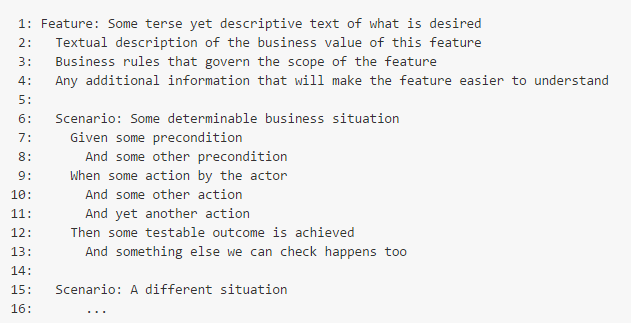 1: Feature: Some terse yet descriptive text of what is desired
2:   Textual description of the business value of this feature
3:   Business rules that govern the scope of the feature
4:   Any additional information that will make the feature easier to understand
5:
6:   Scenario: Some determinable business situation
7:     Given some precondition
8:       And some other precondition
9:     When some action by the actor
10:       And some other action
11:       And yet another action
12:     Then some testable outcome is achieved
13:       And something else we can check happens too
14:
15:   Scenario: A different situation
16:       ...